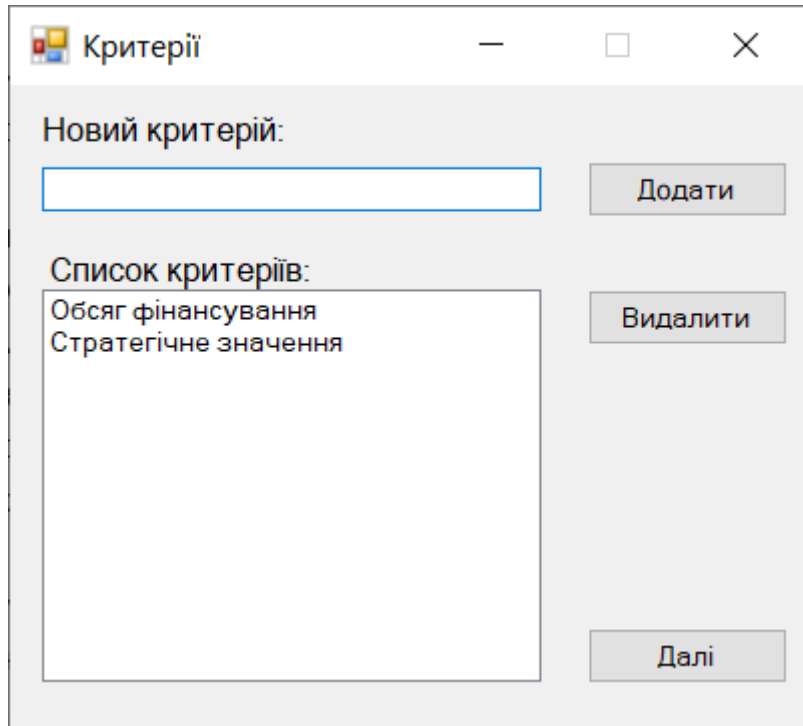 Критерії
Новий критерій:
Додати
Список критеріїв:
Обсяг фінансування
Стратегічне значення
Видалити
Далі